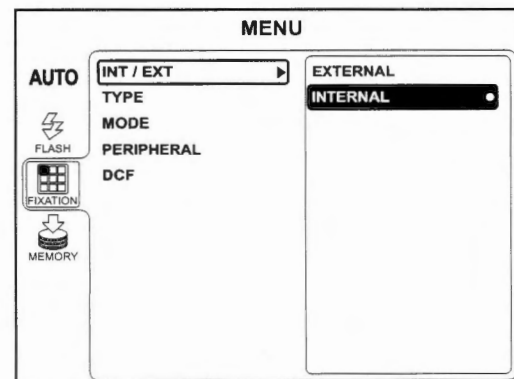 MENU
AUTO
FLASH
FIXATION
MEMORY
INT / EXT
TYPE
MODE
PERIPHERAL
DCF
EXTERNAL
INTERNAL